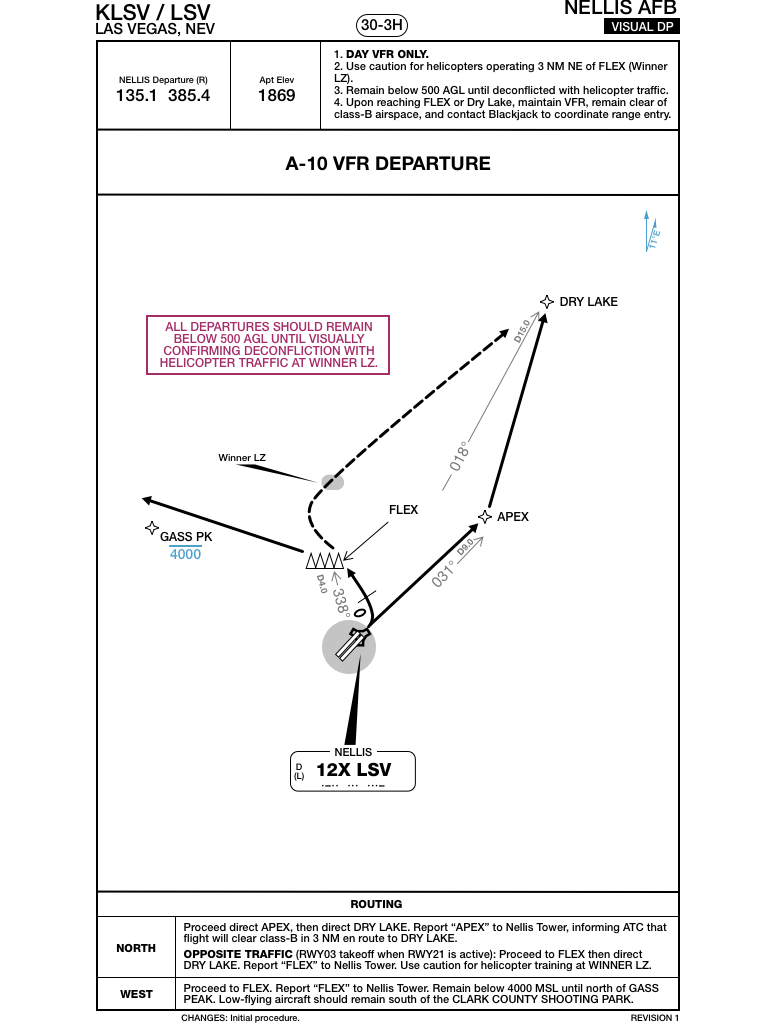 KLSV / LSV
LAS VEGAS, NEV
30-3H
NELLIS AFB
VISUAL DP
NELLIS Departure (R)
135.1 385.4
Apt Elev
1869
1. DAY VFR ONLY.
2. Use caution for helicopters operating 3 NM NE of FLEX (Winner
LZ).
3. Remain below 500 AGL until deconflicted with helicopter traffic.
4. Upon reaching FLEX or Dry Lake, maintain VFR, remain clear of
class-B airspace, and contact Blackjack to coordinate range entry.
A-10 VFR DEPARTURE
11°E
DRY LAKE
D15.0
ALL DEPARTURES SHOULD REMAIN
BELOW 500 AGL UNTIL VISUALLY
CONFIRMING DECONFLICTION WITH
HELICOPTER TRAFFIC AT WINNER LZ.
018°
Winner LZ
FLEX
APEX
GASS PK
4000
D9.0
031°
D4.0
338°
NELLIS
D
(L)
12X LSV
ROUTING
NORTH
Proceed direct APEX, then direct DRY LAKE. Report “APEX” to Nellis Tower, informing ATC that
flight will clear class-B in 3 NM en route to DRY LAKE.
OPPOSITE TRAFFIC (RWY03 takeoff when RWY21 is active): Proceed to FLEX then direct
DRY LAKE. Report “FLEX” to Nellis Tower. Use caution for helicopter training at WINNER LZ.
WEST
Proceed to FLEX. Report “FLEX” to Nellis Tower. Remain below 4000 MSL until north of GASS
PEAK. Low-flying aircraft should remain south of the CLARK COUNTY SHOOTING PARK.
CHANGES: Initial procedure.
REVISION 1